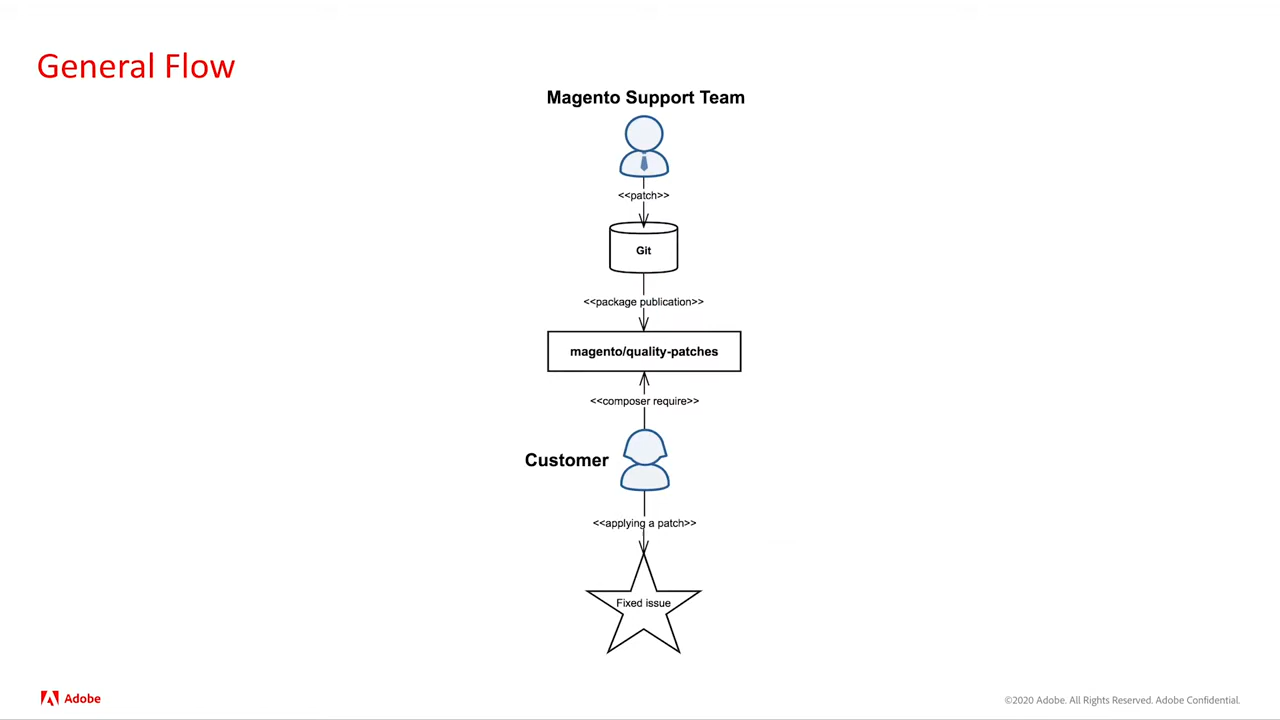 General Flow
Magento Support Team
<<patch>>
Git
<<package publication>>
magento/quality-patches
<<composer require>>
Customer
<<applying a patch>>
Fixed issue
Adobe
©2020 Adobe. All Rights Reserved. Adobe Confidential.